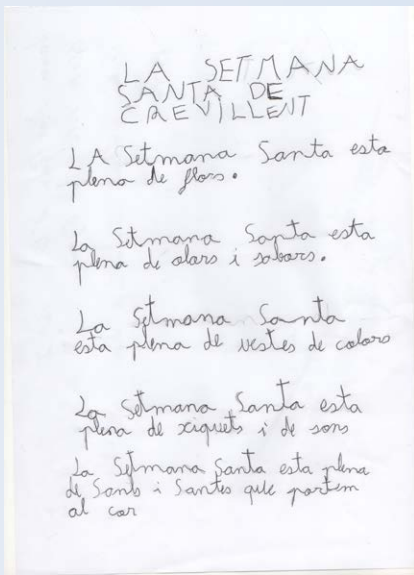 LA SETMANA
SANTA DE
CREVILLENT
LA Setmana Santa esta
plena de flors.
La Setmana Santa esta
plena de olors i sabors.
La Setmana Santa
esta plena de vestes de colors
La Setmana Santa esta
plena de xiquets i de sons
La Setmana Santa esta plena
de Sants i Santes que portem
al cor